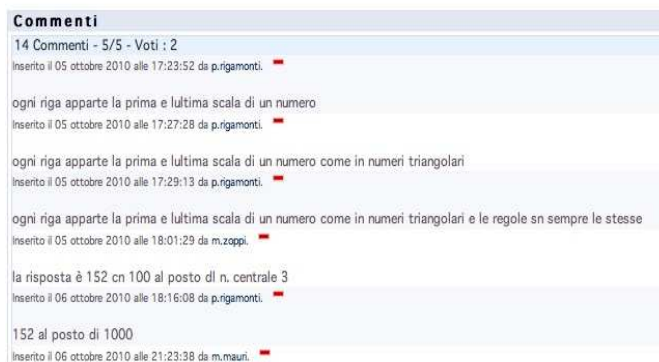 Commenti
14 Commenti - 5/5 - Voti : 2
Inserito il 05 ottobre 2010 alle 17:23:52 da p.rigamonti.
ogni riga apparte la prima e lultima scala di un numero
Inserito il 05 ottobre 2010 alle 17:27:28 da p.rigamonti.
ogni riga apparte la prima e lultima scala di un numero come in numeri triangolari
Inserito il 05 ottobre 2010 alle 17:29:13 da p.rigamonti.
ogni riga apparte la prima e lultima scala di un numero come in numeri triangolari e le regole sn sempre le stesse
Inserito il 05 ottobre 2010 alle 18:01:29 da m.zoppi.
la risposta è 152 cn 100 al posto dl n. centrale 3
Inserito il 06 ottobre 2010 alle 18:16:08 da p.rigamonti.
152 al posto di 1000
Inserito il 06 ottobre 2010 alle 21:23:38 da m.mauri.